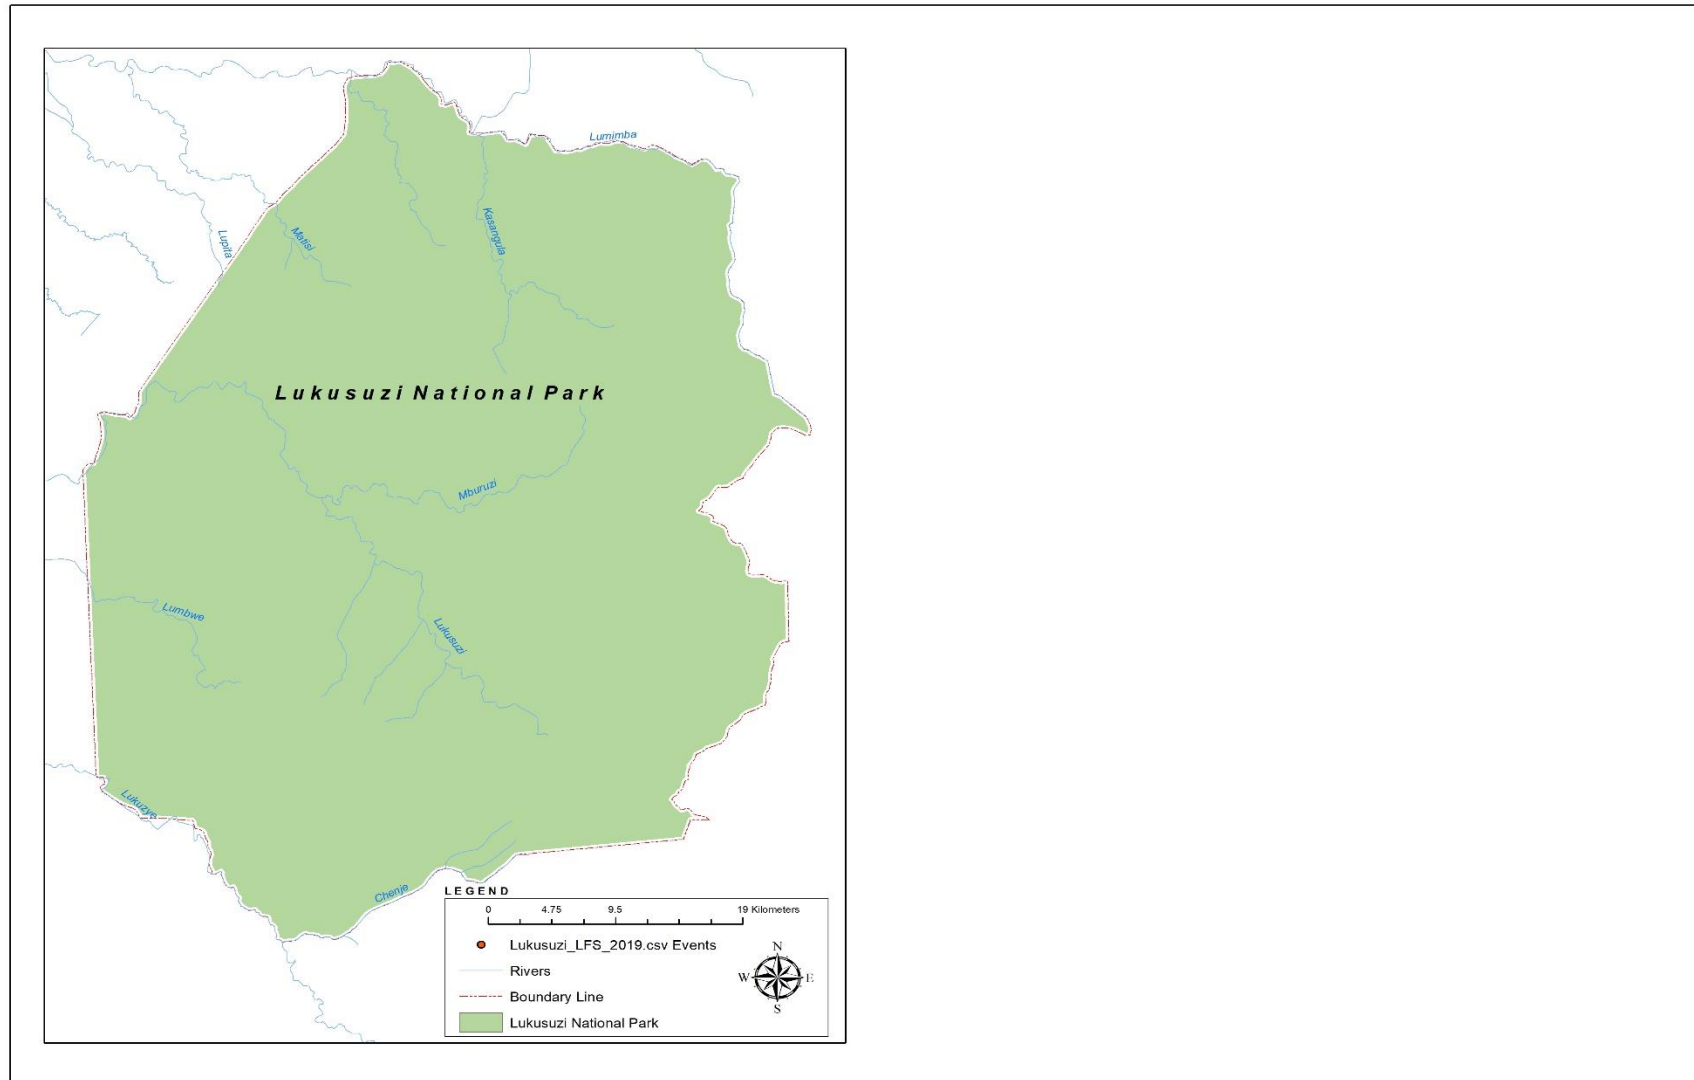 Lumimba
Kasangula
Matisi
Lupita
Lukusuzi National Park
Mburuzi
Lumbwe
Lukusuzi
Lukuzye
Chenje
LEGEND
0 4.75 9.5 19 Kilometers
Lukusuzi_LFS_2019.csv Events
Rivers
Boundary Line
Lukusuzi National Park
N
W E
S